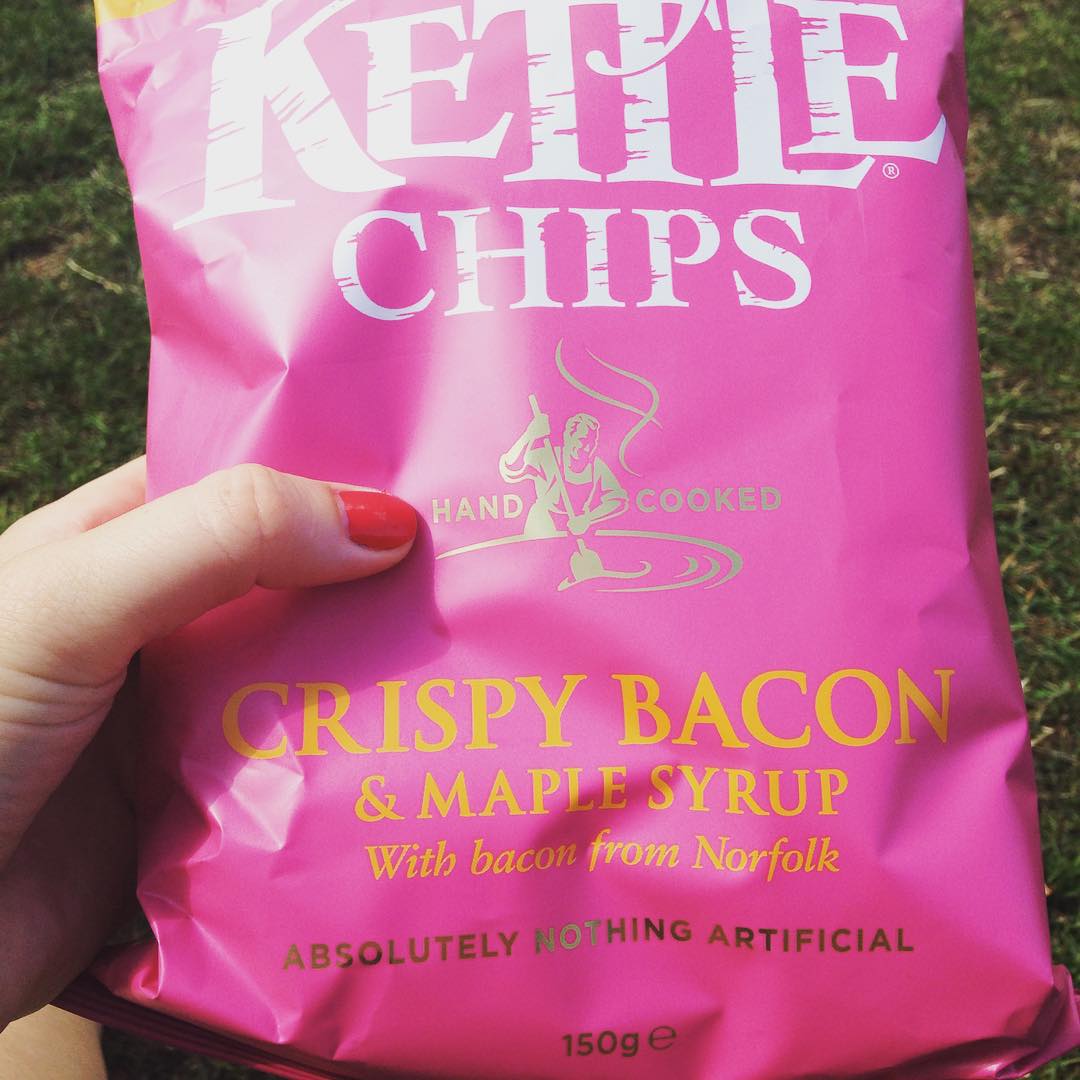 KETTLE®
CHIPS
HAND COOKED
CRISPY BACON
& MAPLE SYRUP
With bacon from Norfolk
ABSOLUTELY NOTHING ARTIFICIAL
150g ℮